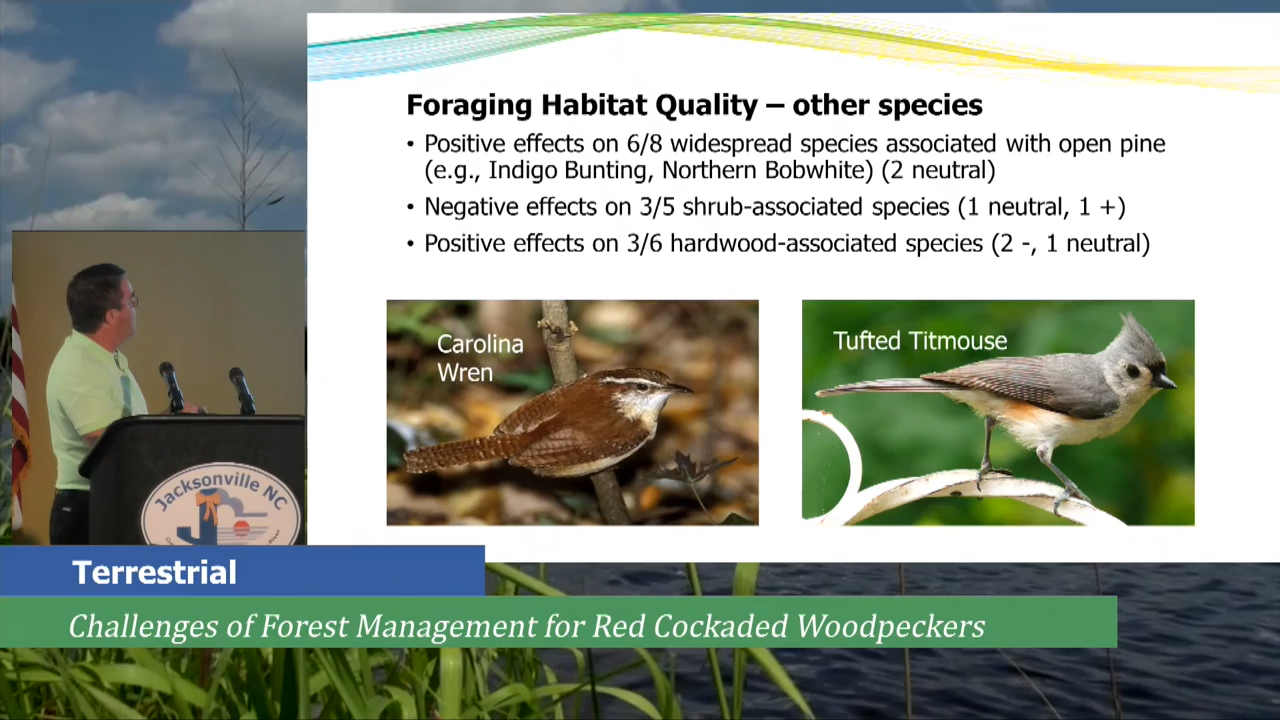 Foraging Habitat Quality – other species
• Positive effects on 6/8 widespread species associated with open pine
(e.g., Indigo Bunting, Northern Bobwhite) (2 neutral)
• Negative effects on 3/5 shrub-associated species (1 neutral, 1 +)
• Positive effects on 3/6 hardwood-associated species (2 -, 1 neutral)
Carolina
Wren
Tufted Titmouse
Jacksonville NC
Terrestrial
Challenges of Forest Management for Red Cockaded Woodpeckers